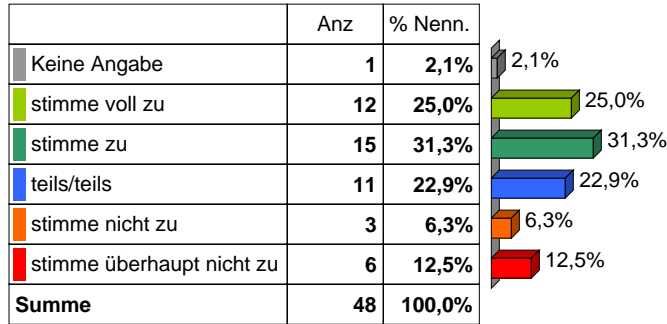 Anz % Nenn.
Keine Angabe 1 2,1% 2,1%
stimme voll zu 12 25,0% 25,0%
stimme zu 15 31,3% 31,3%
teils/teils 11 22,9% 22,9%
stimme nicht zu 3 6,3% 6,3%
stimme überhaupt nicht zu 6 12,5% 12,5%
Summe 48 100,0%